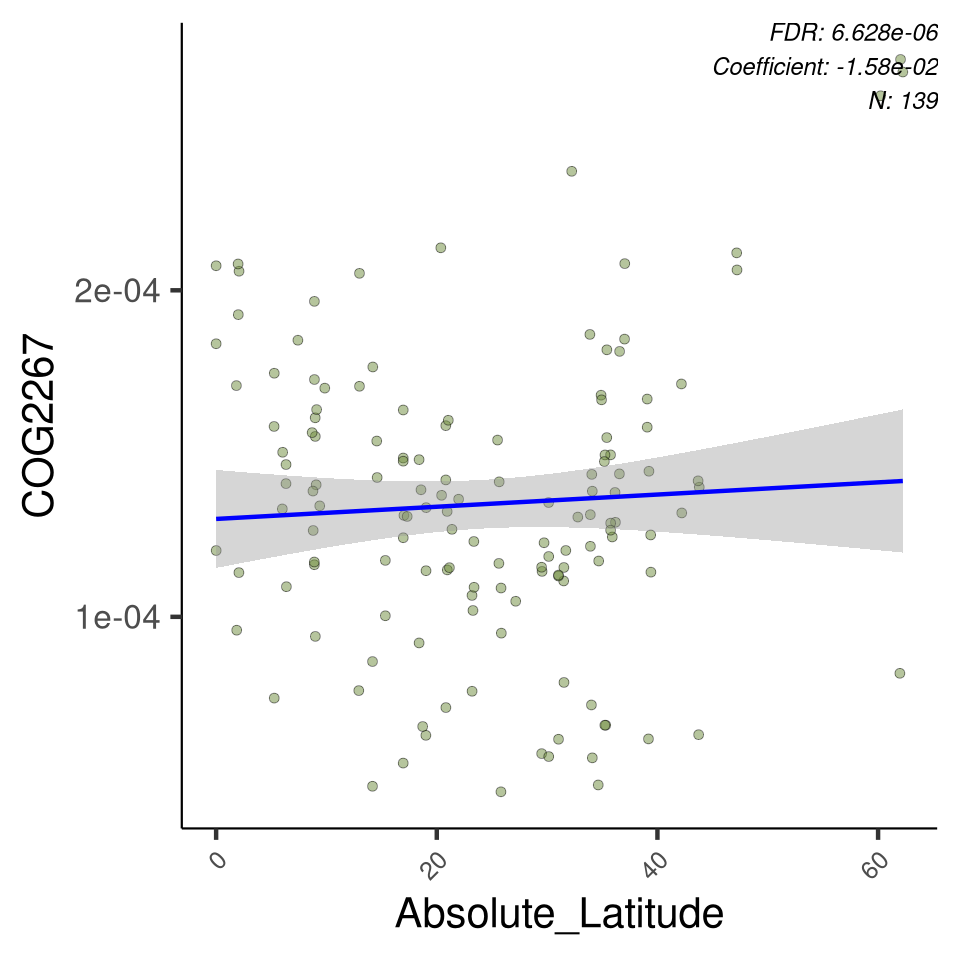 FDR: 6.628e-06
Coefficient: -1.58e-02
N: 139
COG2267
2e-04
1e-04
0
20
40
60
Absolute_Latitude